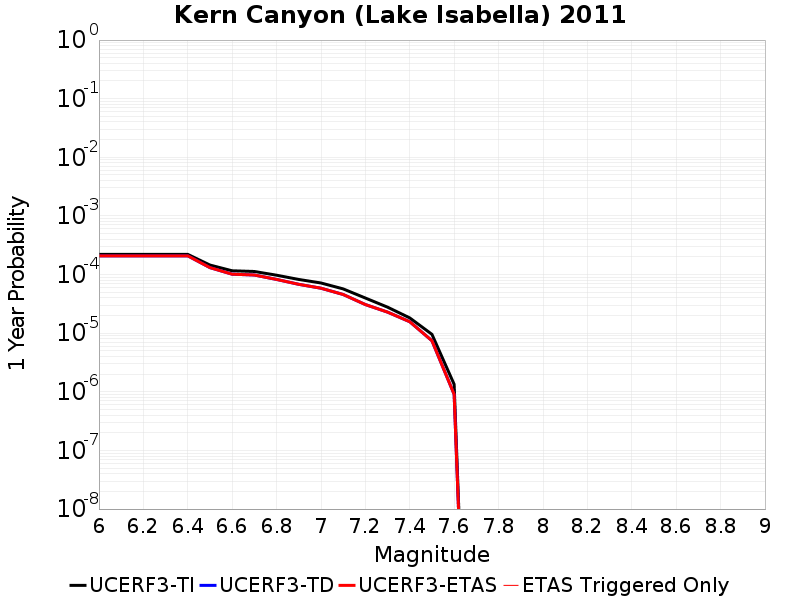 Kern Canyon (Lake Isabella) 2011
1 Year Probability
10^0
10^-1
10^-2
10^-3
10^-4
10^-5
10^-6
10^-7
10^-8
6 6.2 6.4 6.6 6.8 7 7.2 7.4 7.6 7.8 8 8.2 8.4 8.6 8.8 9
Magnitude
UCERF3-TI UCERF3-TD UCERF3-ETAS ETAS Triggered Only